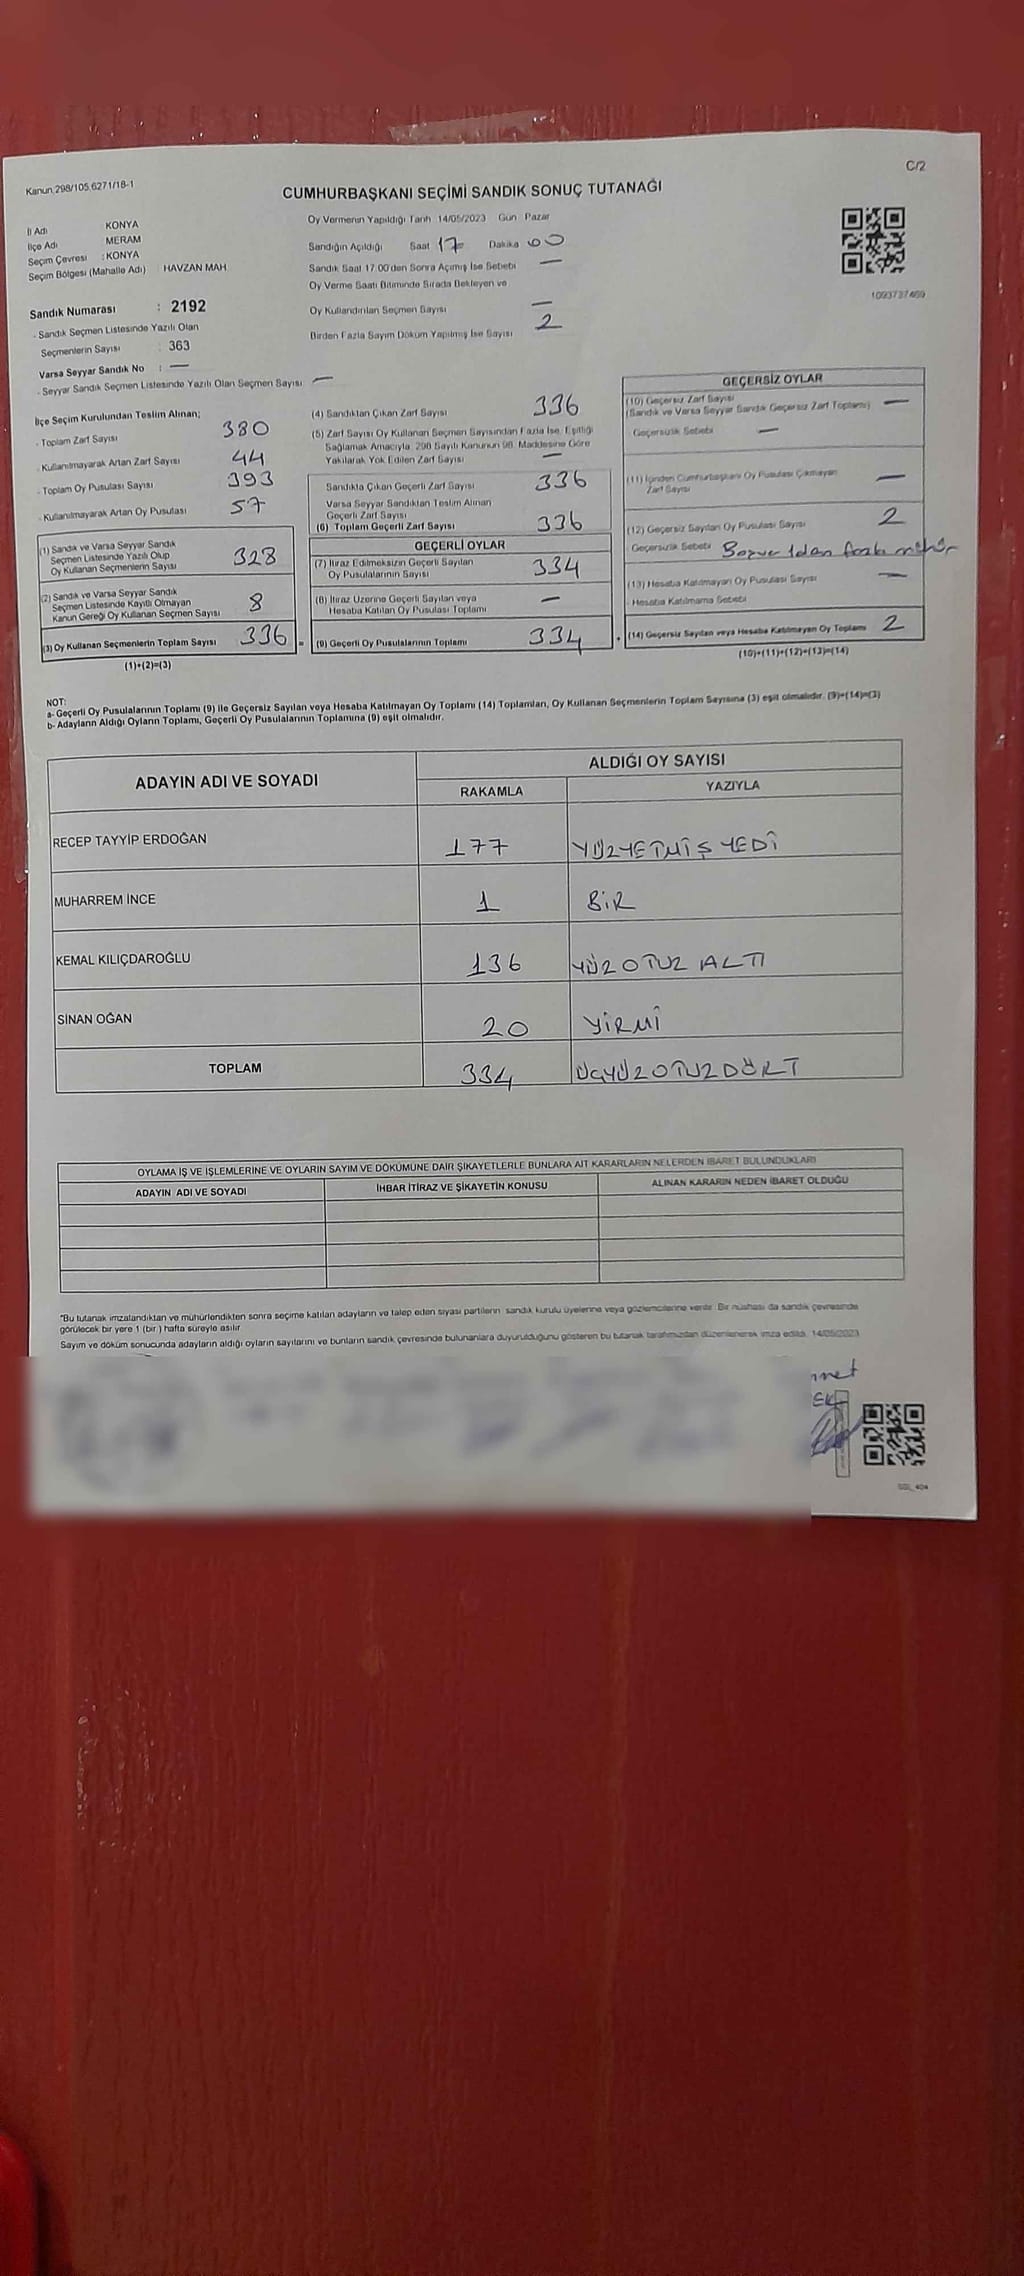 Kanun 298/105,6271/18-1
C/2
CUMHURBAŞKANI SEÇİMİ SANDIK SONUÇ TUTANAĞI
İl Adı KONYA
İlçe Adı MERAM
Seçim Çevresi : KONYA
Seçim Bölgesi (Mahalle Adı) : HAVZAN MAH
Sandık Numarası : 2192
- Sandık Seçmen Listesinde Yazılı Olan
Seçmenlerin Sayısı : 363
Varsa Seyyar Sandık No : —
- Seyyar Sandık Seçmen Listesinde Yazılı Olan Seçmen Sayısı : —
Oy Vermenin Yapıldığı Tarih 14/05/2023 Gün Pazar
Sandığın Açıldığı Saat 17 Dakika 00
Sandık Saat 17.00'den Sonra Açımış İse Sebebi —
Oy Verme Saati Bitiminde Sırada Bekleyen ve
Oy Kullandırılan Seçmen Sayısı —
Birden Fazla Sayım Döküm Yapılmış İse Sayısı 2
1093737469
İlçe Seçim Kurulundan Teslim Alınan;
- Toplam Zarf Sayısı 380
- Kullanılmayarak Artan Zarf Sayısı 44
- Toplam Oy Pusulası Sayısı 393
- Kullanılmayarak Artan Oy Pusulası 57
(1) Sandık ve Varsa Seyyar Sandık
Seçmen Listesinde Yazılı Olup
Oy Kullanan Seçmenlerin Sayısı 328
(2) Sandık ve Varsa Seyyar Sandık
Seçmen Listesinde Kayıtlı Olmayan
Kanun Gereği Oy Kullanan Seçmen Sayısı 8
(3) Oy Kullanan Seçmenlerin Toplam Sayısı 336 =
(1)+(2)=(3)
(4) Sandıktan Çıkan Zarf Sayısı 336
(5) Zarf Sayısı Oy Kullanan Seçmen Sayısından Fazla İse, Eşitliği
Sağlamak Amacıyla, 298 Sayılı Kanunun 98. Maddesine Göre
Yakılarak Yok Edilen Zarf Sayısı —
Sandıkta Çıkan Geçerli Zarf Sayısı 336
Varsa Seyyar Sandıktan Teslim Alınan
Geçerli Zarf Sayısı
(6) Toplam Geçerli Zarf Sayısı 336
GEÇERLİ OYLAR
(7) İtiraz Edilmeksizin Geçerli Sayılan
Oy Pusulalarının Sayısı 334
(8) İtiraz Üzerine Geçerli Sayılan veya
Hesaba Katılan Oy Pusulası Toplamı —
(9) Geçerli Oy Pusulalarının Toplamı 334 +
GEÇERSİZ OYLAR
(10) Geçersiz Zarf Sayısı
(Sandık ve Varsa Seyyar Sandık Geçersiz Zarf Toplamı) —
Geçersizlik Sebebi —
(11) İçinden Cumhurbaşkanı Oy Pusulası Çıkmayan
Zarf Sayısı —
(12) Geçersiz Sayılan Oy Pusulası Sayısı 2
Geçersizlik Sebebi 1den fazla mühür
(13) Hesaba Katılmayan Oy Pusulası Sayısı —
- Hesaba Katılmama Sebebi
(14) Geçersiz Sayılan veya Hesaba Katılmayan Oy Toplamı 2
(10)+(11)+(12)+(13)=(14)
NOT:
a- Geçerli Oy Pusulalarının Toplamı (9) ile Geçersiz Sayılan veya Hesaba Katılmayan Oy Toplamı (14) Toplamları, Oy Kullanan Seçmenlerin Toplam Sayısına (3) eşit olmalıdır. (9)+(14)=(3)
b- Adayların Aldığı Oyların Toplamı, Geçerli Oy Pusulalarının Toplamına (9) eşit olmalıdır.
ADAYIN ADI VE SOYADI ALDIĞI OY SAYISI
RAKAMLA YAZIYLA
RECEP TAYYİP ERDOĞAN 177 YÜZYETMİŞ YEDİ
MUHARREM İNCE 1 BİR
KEMAL KILIÇDAROĞLU 136 YÜZ OTUZ ALTI
SİNAN OĞAN 20 YİRMİ
TOPLAM 334 ÜÇYÜZ OTUZ DÖRT
OYLAMA İŞ VE İŞLEMLERİNE VE OYLARIN SAYIM VE DÖKÜMÜNE DAİR ŞİKAYETLERLE BUNLARA AİT KARARLARIN NELERDEN İBARET BULUNDUKLARI
ADAYIN ADI VE SOYADI İHBAR İTİRAZ VE ŞİKAYETİN KONUSU ALINAN KARARIN NEDEN İBARET OLDUĞU
*Bu tutanak imzalandıktan ve mühürlendikten sonra seçime katılan adayların ve talep eden siyasi partilerin sandık kurulu üyelerine veya gözlemcilerine verilir. Bir nüshası da sandık çevresinde
görülecek bir yere 1 (bir ) hafta süreyle asılır.
Sayım ve döküm sonucunda adayların aldığı oyların sayılarını ve bunların sandık çevresinde bulunanlara duyurulduğunu gösteren bu tutanak tarafımızdan düzenlenerek imza edildi. 14/05/2023